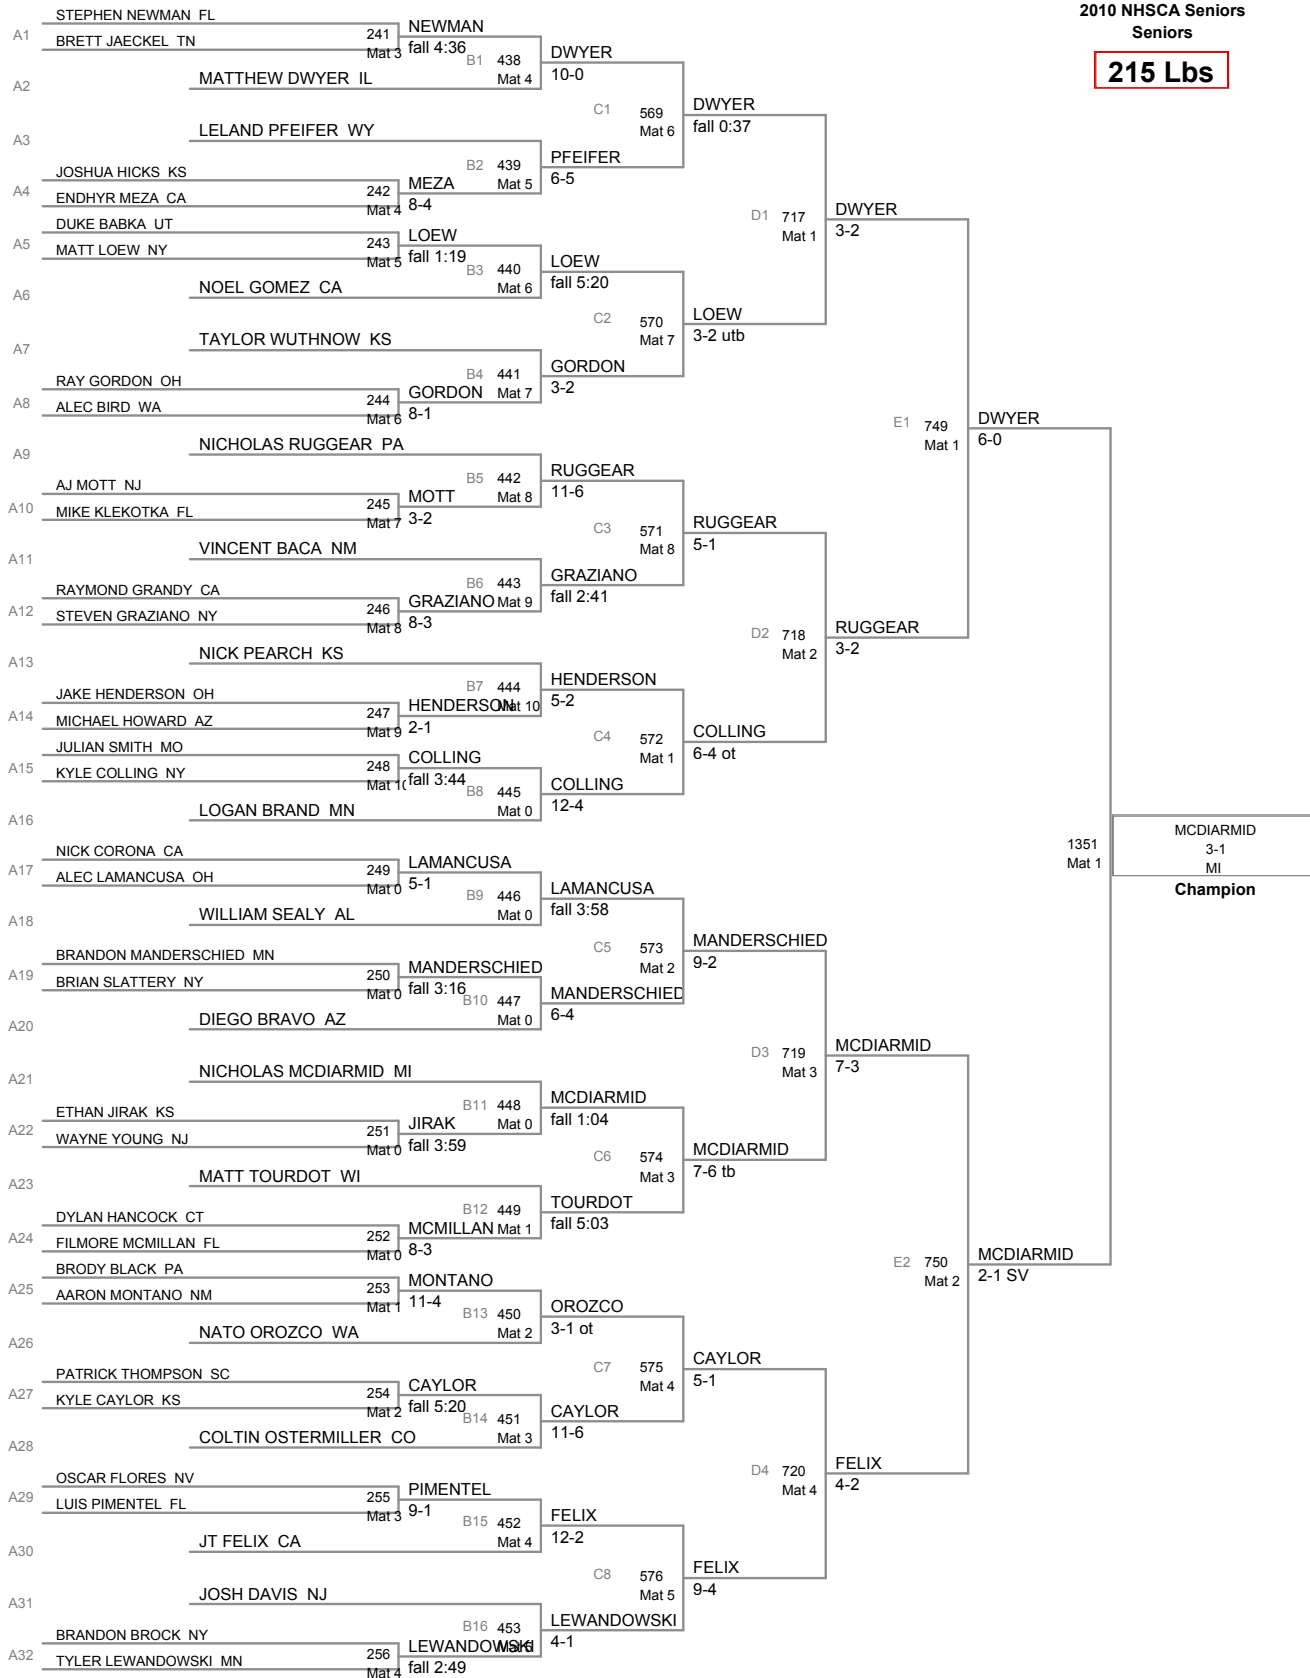 2010 NHSCA Seniors
Seniors
215 Lbs
A1
STEPHEN NEWMAN FL
BRETT JAECKEL TN
241
Mat 3
NEWMAN
fall 4:36
A2
MATTHEW DWYER IL
B1 438
Mat 4
DWYER
10-0
A3
LELAND PFEIFER WY
A4
JOSHUA HICKS KS
ENDHYR MEZA CA
242
Mat 4
MEZA
8-4
B2 439
Mat 5
PFEIFER
6-5
C1 569
Mat 6
DWYER
fall 0:37
A5
DUKE BABKA UT
MATT LOEW NY
243
Mat 5
LOEW
fall 1:19
A6
NOEL GOMEZ CA
B3 440
Mat 6
LOEW
fall 5:20
A7
TAYLOR WUTHNOW KS
A8
RAY GORDON OH
ALEC BIRD WA
244
Mat 6
GORDON
8-1
B4 441
Mat 7
GORDON
3-2
C2 570
Mat 7
LOEW
3-2 utb
D1 717
Mat 1
DWYER
3-2
A9
NICHOLAS RUGGEAR PA
A10
AJ MOTT NJ
MIKE KLEKOTKA FL
245
Mat 7
MOTT
3-2
B5 442
Mat 8
RUGGEAR
11-6
A11
VINCENT BACA NM
A12
RAYMOND GRANDY CA
STEVEN GRAZIANO NY
246
Mat 8
GRAZIANO
8-3
B6 443
Mat 9
GRAZIANO
fall 2:41
C3 571
Mat 8
RUGGEAR
5-1
A13
NICK PEARCH KS
A14
JAKE HENDERSON OH
MICHAEL HOWARD AZ
247
Mat 9
HENDERSON
2-1
B7 444
Mat 10
HENDERSON
5-2
A15
JULIAN SMITH MO
KYLE COLLING NY
248
Mat 10
COLLING
fall 3:44
A16
LOGAN BRAND MN
B8 445
Mat 0
COLLING
12-4
C4 572
Mat 1
COLLING
6-4 ot
D2 718
Mat 2
RUGGEAR
3-2
E1 749
Mat 1
DWYER
6-0
A17
NICK CORONA CA
ALEC LAMANCUSA OH
249
Mat 0
LAMANCUSA
5-1
A18
WILLIAM SEALY AL
B9 446
Mat 0
LAMANCUSA
fall 3:58
A19
BRANDON MANDERSCHIED MN
BRIAN SLATTERY NY
250
Mat 0
MANDERSCHIED
fall 3:16
A20
DIEGO BRAVO AZ
B10 447
Mat 0
MANDERSCHIED
6-4
C5 573
Mat 2
MANDERSCHIED
9-2
A21
NICHOLAS MCDIARMID MI
A22
ETHAN JIRAK KS
WAYNE YOUNG NJ
251
Mat 0
JIRAK
fall 3:59
B11 448
Mat 0
MCDIARMID
fall 1:04
A23
MATT TOURDOT WI
A24
DYLAN HANCOCK CT
FILMORE MCMILLAN FL
252
Mat 0
MCMILLAN
8-3
B12 449
Mat 1
TOURDOT
fall 5:03
C6 574
Mat 3
MCDIARMID
7-6 tb
D3 719
Mat 3
MCDIARMID
7-3
A25
BRODY BLACK PA
AARON MONTANO NM
253
Mat 1
MONTANO
11-4
A26
NATO OROZCO WA
B13 450
Mat 2
OROZCO
3-1 ot
A27
PATRICK THOMPSON SC
KYLE CAYLOR KS
254
Mat 2
CAYLOR
fall 5:20
A28
COLTIN OSTERMILLER CO
B14 451
Mat 3
CAYLOR
11-6
C7 575
Mat 4
CAYLOR
5-1
A29
OSCAR FLORES NV
LUIS PIMENTEL FL
255
Mat 3
PIMENTEL
9-1
A30
JT FELIX CA
B15 452
Mat 4
FELIX
12-2
A31
JOSH DAVIS NJ
A32
BRANDON BROCK NY
TYLER LEWANDOWSKI MN
256
Mat 4
LEWANDOWSKI
fall 2:49
B16 453
Mat 5
LEWANDOWSKI
4-1
C8 576
Mat 5
FELIX
9-4
D4 720
Mat 4
FELIX
4-2
E2 750
Mat 2
MCDIARMID
2-1 SV
1351
Mat 1
MCDIARMID
3-1
MI
Champion